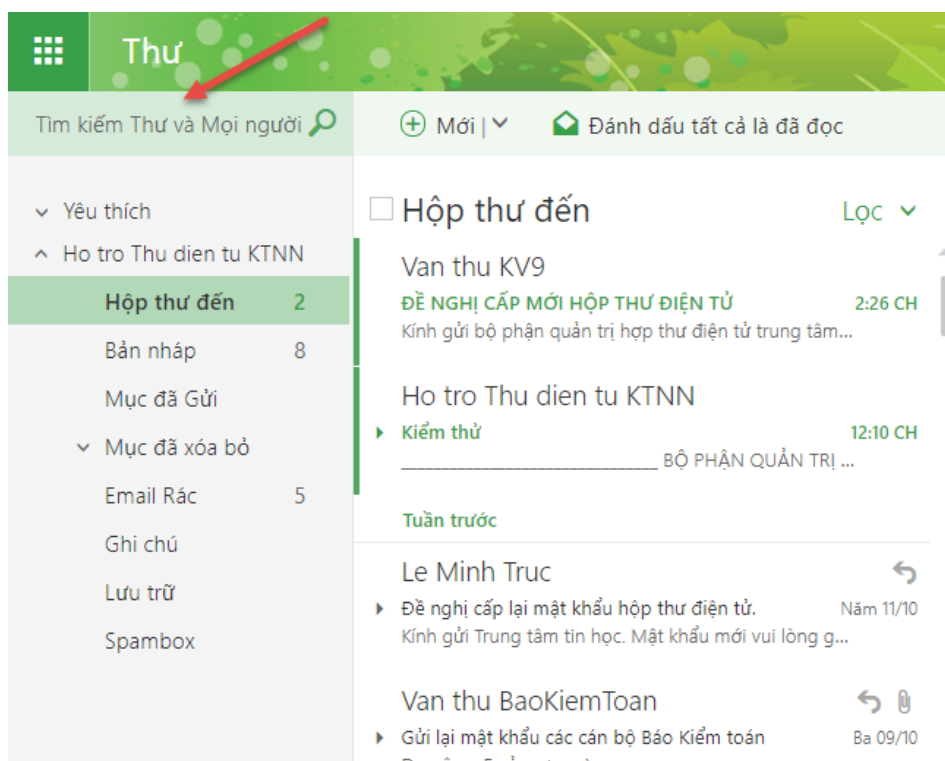 Thư
Tìm kiếm Thư và Mọi người
Mới | Đánh dấu tất cả là đã đọc
Yêu thích
Ho tro Thu dien tu KTNN
Hộp thư đến 2
Bản nháp 8
Mục đã Gửi
Mục đã xóa bỏ
Email Rác 5
Ghi chú
Lưu trữ
Spambox
Hộp thư đến Lọc
Van thu KV9
ĐỀ NGHỊ CẤP MỚI HỘP THƯ ĐIỆN TỬ 2:26 CH
Kính gửi bộ phận quản trị hợp thư điện tử trung tâm...
Ho tro Thu dien tu KTNN
Kiểm thử 12:10 CH
________________________________ BỘ PHẬN QUẢN TRỊ ...
Tuần trước
Le Minh Truc
Đề nghị cấp lại mật khẩu hộp thư điện tử. Năm 11/10
Kính gửi Trung tâm tin học. Mật khẩu mới vui lòng g...
Van thu BaoKiemToan
Gửi lại mật khẩu các cán bộ Báo Kiểm toán Ba 09/10